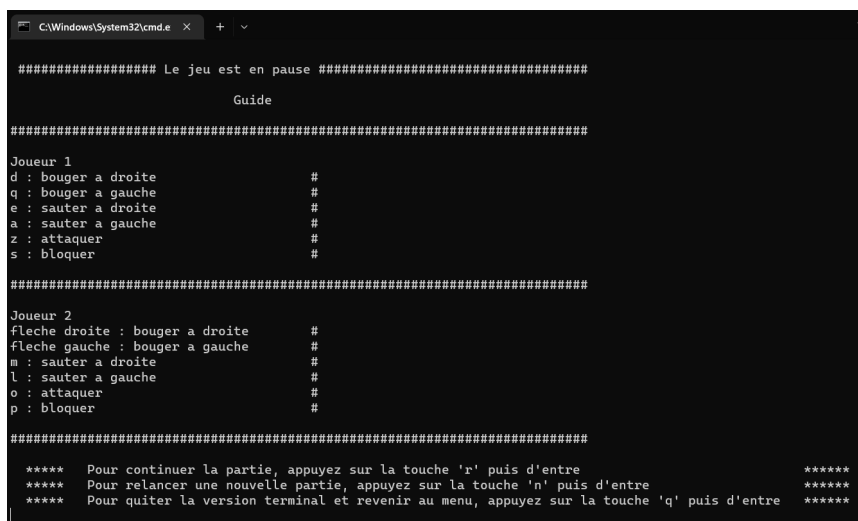 C:\Windows\System32\cmd.e × +
################## Le jeu est en pause ###################################
Guide
###########################################################################
Joueur 1
d : bouger a droite #
q : bouger a gauche #
e : sauter a droite #
a : sauter a gauche #
z : attaquer #
s : bloquer #
###########################################################################
Joueur 2
fleche droite : bouger a droite #
fleche gauche : bouger a gauche #
m : sauter a droite #
l : sauter a gauche #
o : attaquer #
p : bloquer #
###########################################################################
***** Pour continuer la partie, appuyez sur la touche 'r' puis d'entre ******
***** Pour relancer une nouvelle partie, appuyez sur la touche 'n' puis d'entre ******
***** Pour quiter la version terminal et revenir au menu, appuyez sur la touche 'q' puis d'entre ******